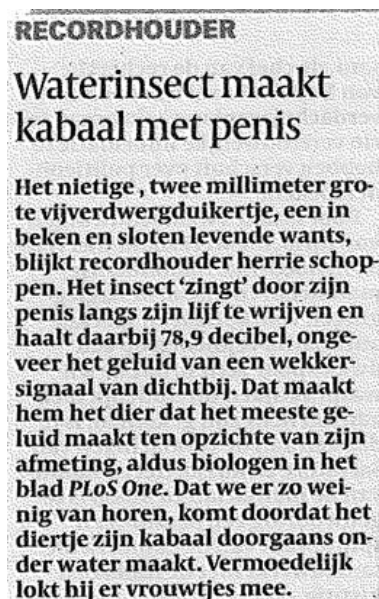 RECORDHOUDER
Waterinsect maakt
kabaal met penis
Het nietige , twee millimeter gro-
te vijverdwergduikertje, een in
beken en sloten levende wants,
blijkt recordhouder herrie schop-
pen. Het insect ‘zingt’ door zijn
penis langs zijn lijf te wrijven en
haalt daarbij 78,9 decibel, onge-
veer het geluid van een wekker-
signaal van dichtbij. Dat maakt
hem het dier dat het meeste ge-
luid maakt ten opzichte van zijn
afmeting, aldus biologen in het
blad PLoS One. Dat we er zo wei-
nig van horen, komt doordat het
diertje zijn kabaal doorgaans on-
der water maakt. Vermoedelijk
lokt hij er vrouwtjes mee.